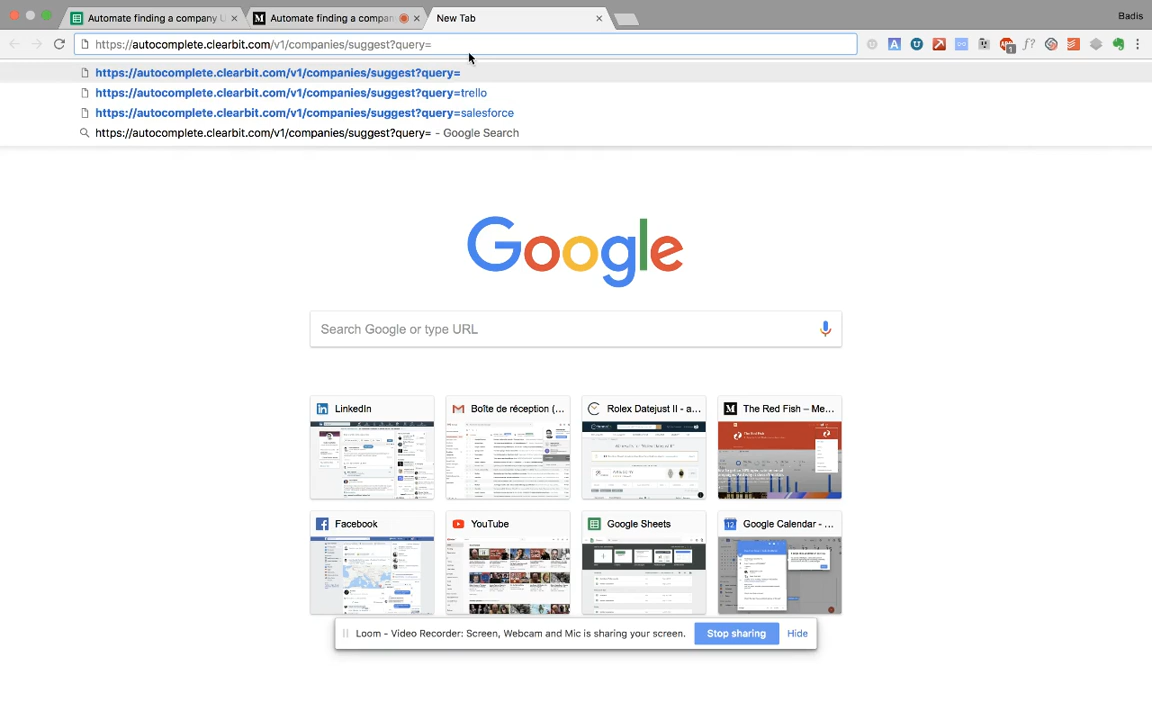 Automate finding a company U
Automate finding a compan
New Tab
Badis
https://autocomplete.clearbit.com/v1/companies/suggest?query=
https://autocomplete.clearbit.com/v1/companies/suggest?query=
https://autocomplete.clearbit.com/v1/companies/suggest?query=trello
https://autocomplete.clearbit.com/v1/companies/suggest?query=salesforce
https://autocomplete.clearbit.com/v1/companies/suggest?query= - Google Search
Google
Search Google or type URL
LinkedIn
Boîte de réception (...
Rolex Datejust II - a...
The Red Fish – Me...
Facebook
YouTube
Google Sheets
Google Calendar - ...
Loom - Video Recorder: Screen, Webcam and Mic is sharing your screen.
Stop sharing
Hide